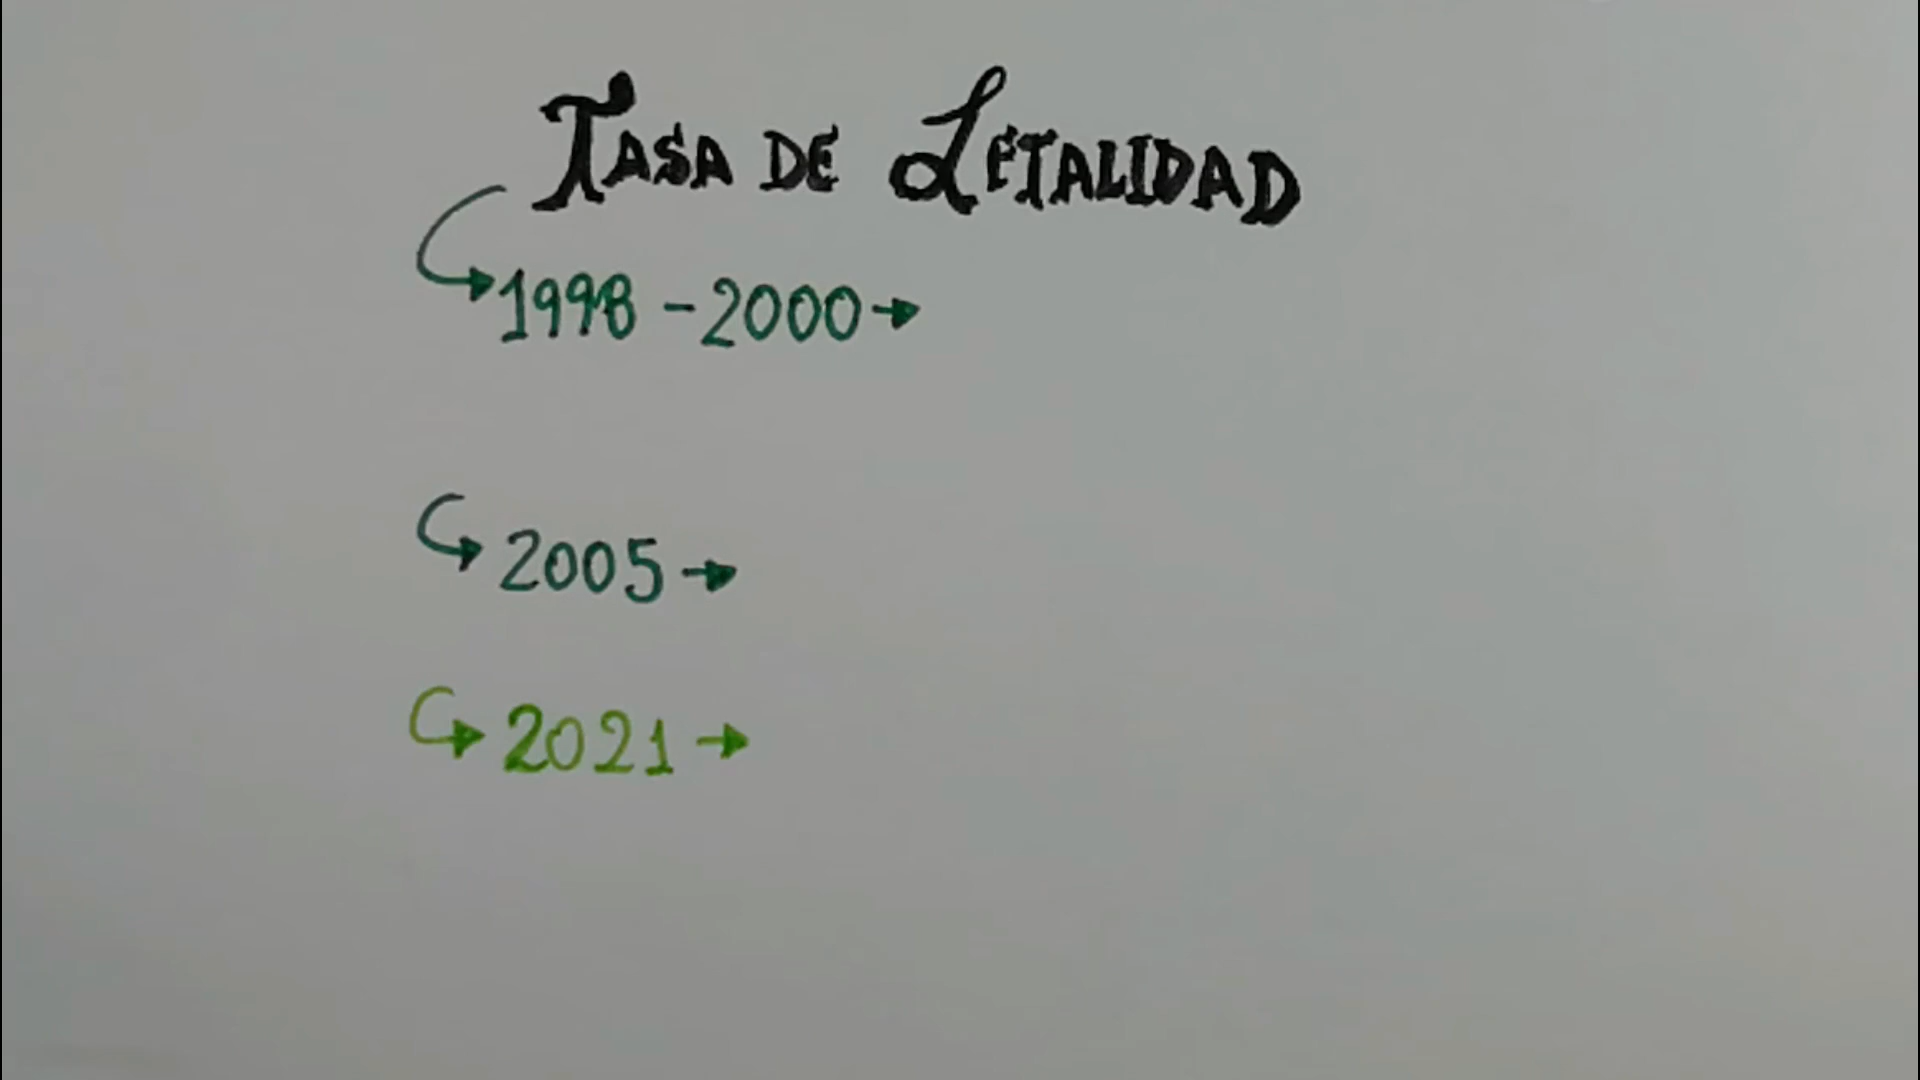 TASA DE LETALIDAD
1998 - 2000 →
2005 →
2021 →